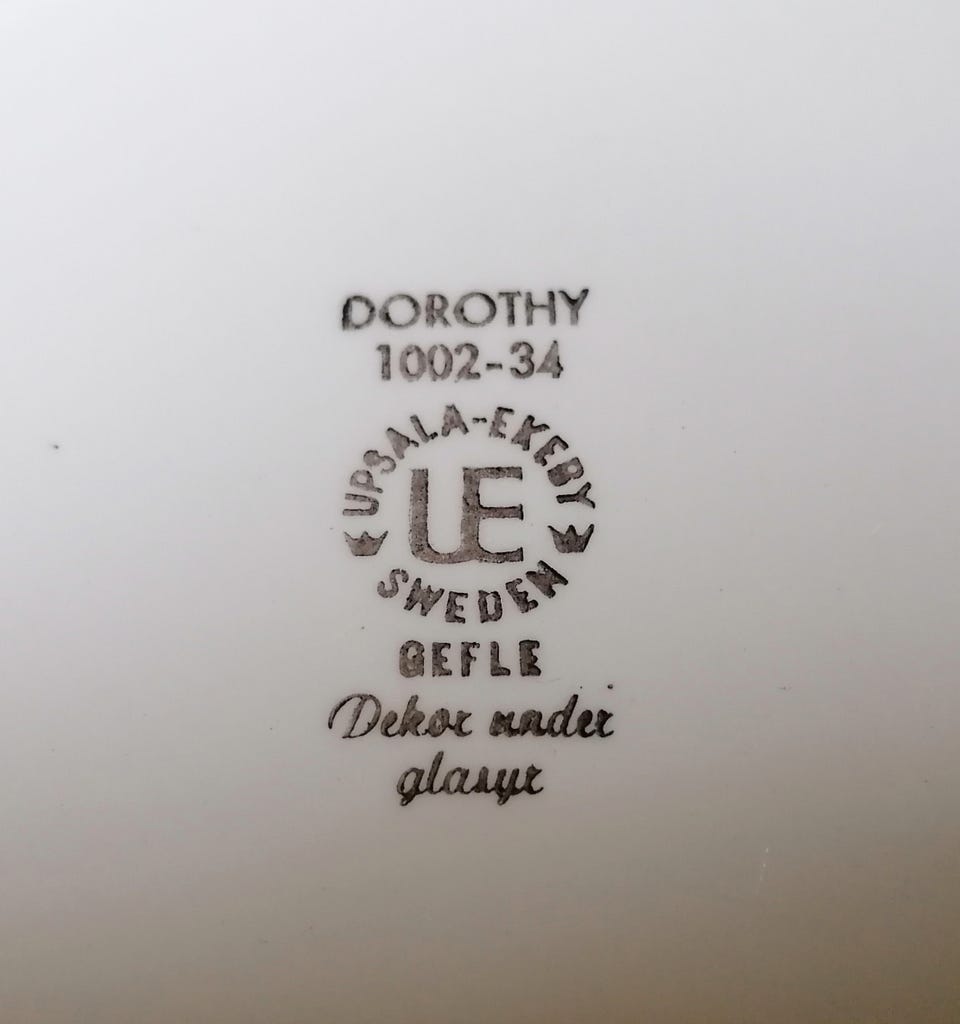 DOROTHY
1002-34
UPSALA-EKEBY
UE
SWEDEN
GEFLE
Dekor under
glasyr